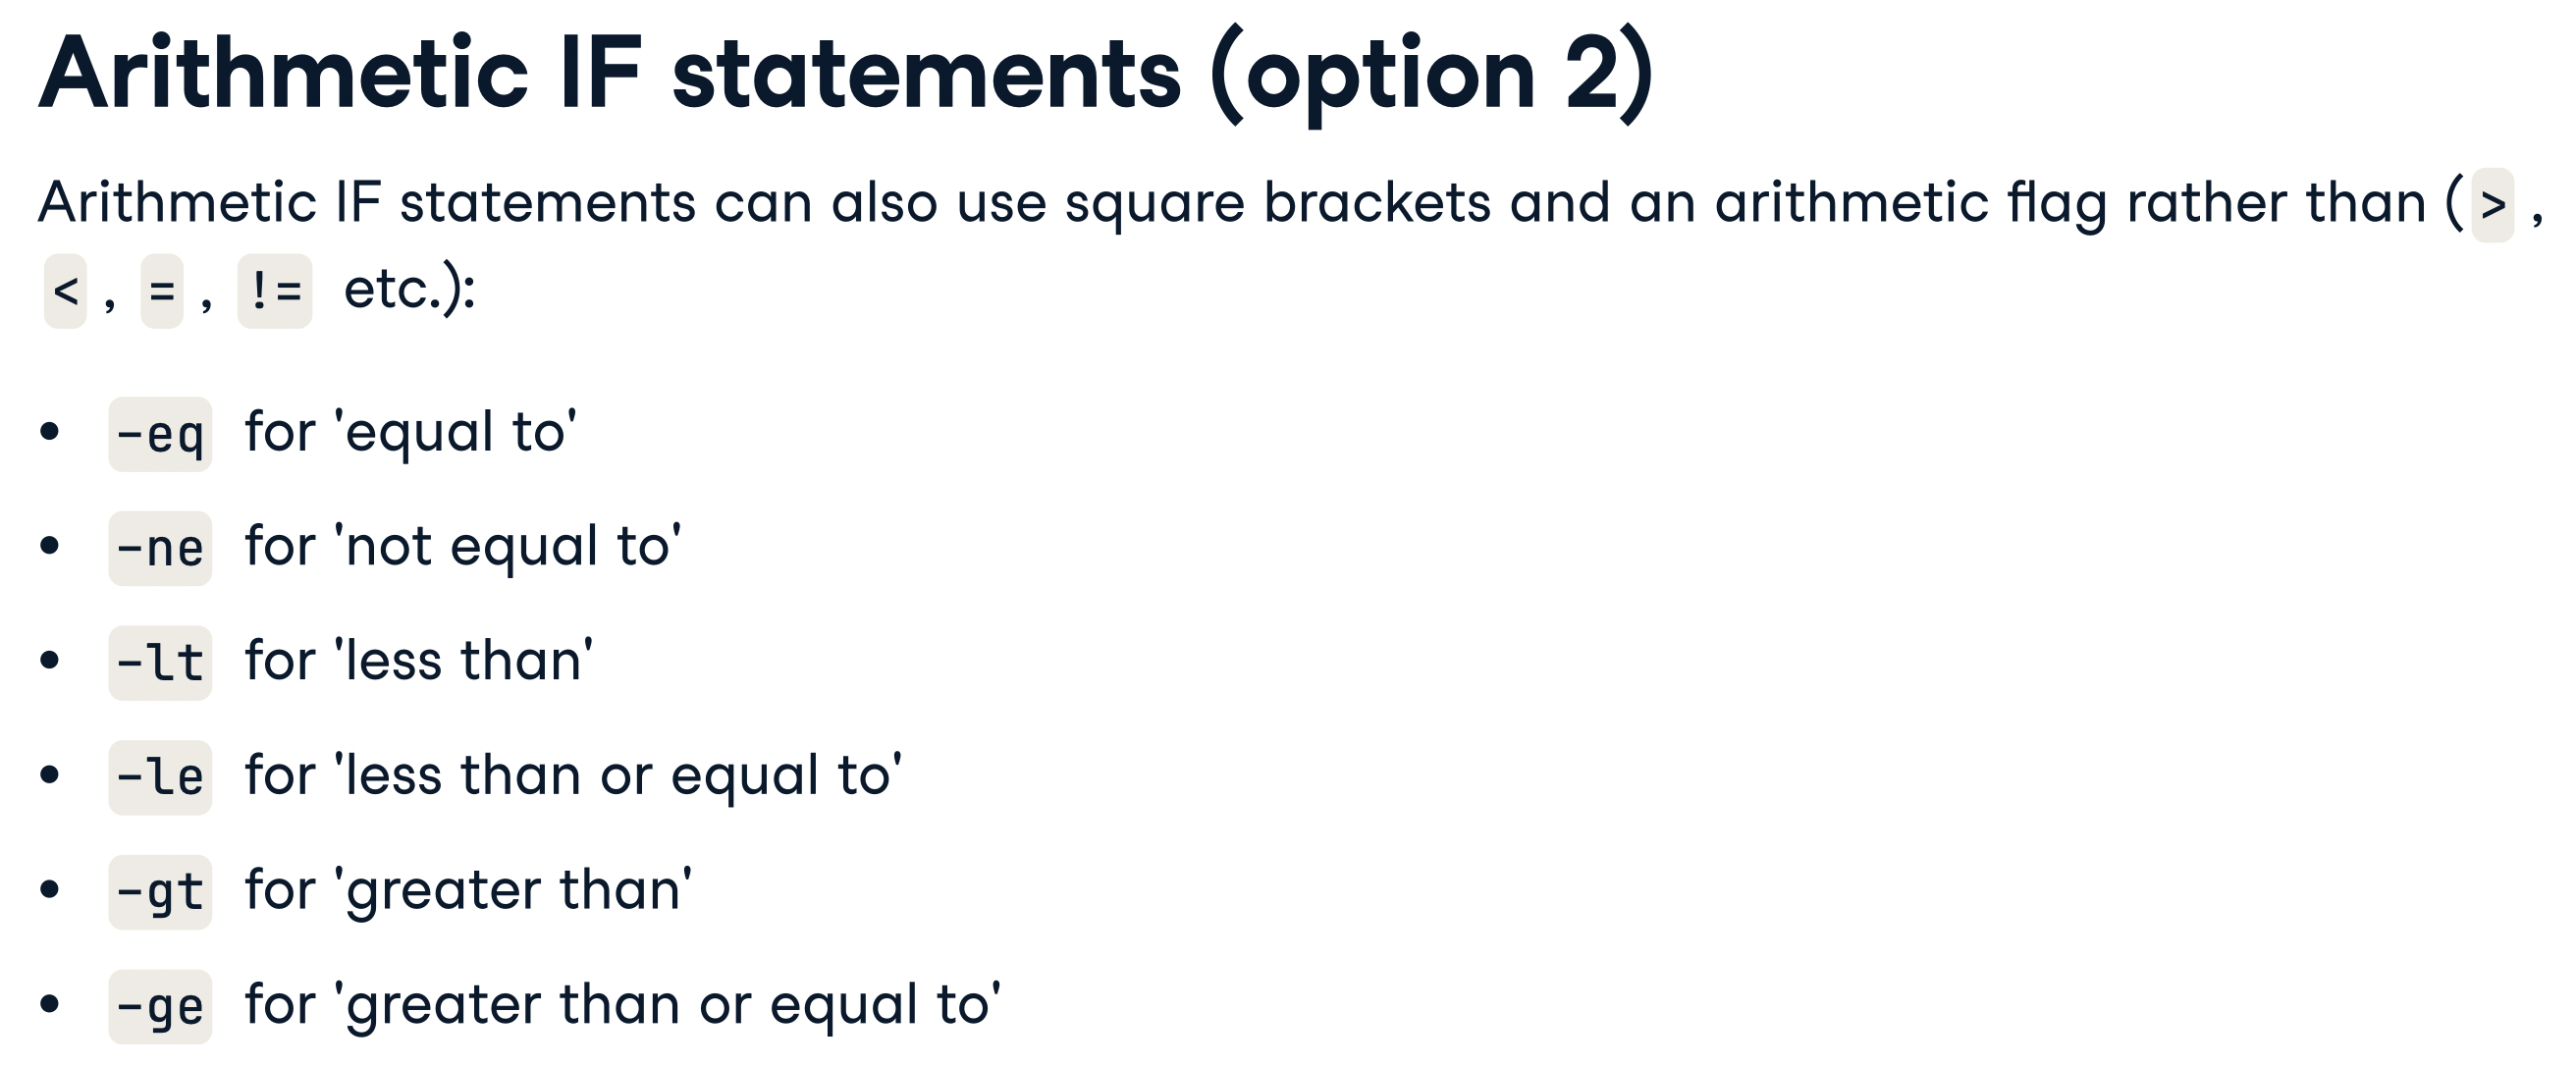 Arithmetic IF statements (option 2)
Arithmetic IF statements can also use square brackets and an arithmetic flag rather than ( > ,
< , = , != etc.):
• -eq for 'equal to'
• -ne for 'not equal to'
• -lt for 'less than'
• -le for 'less than or equal to'
• -gt for 'greater than'
• -ge for 'greater than or equal to'